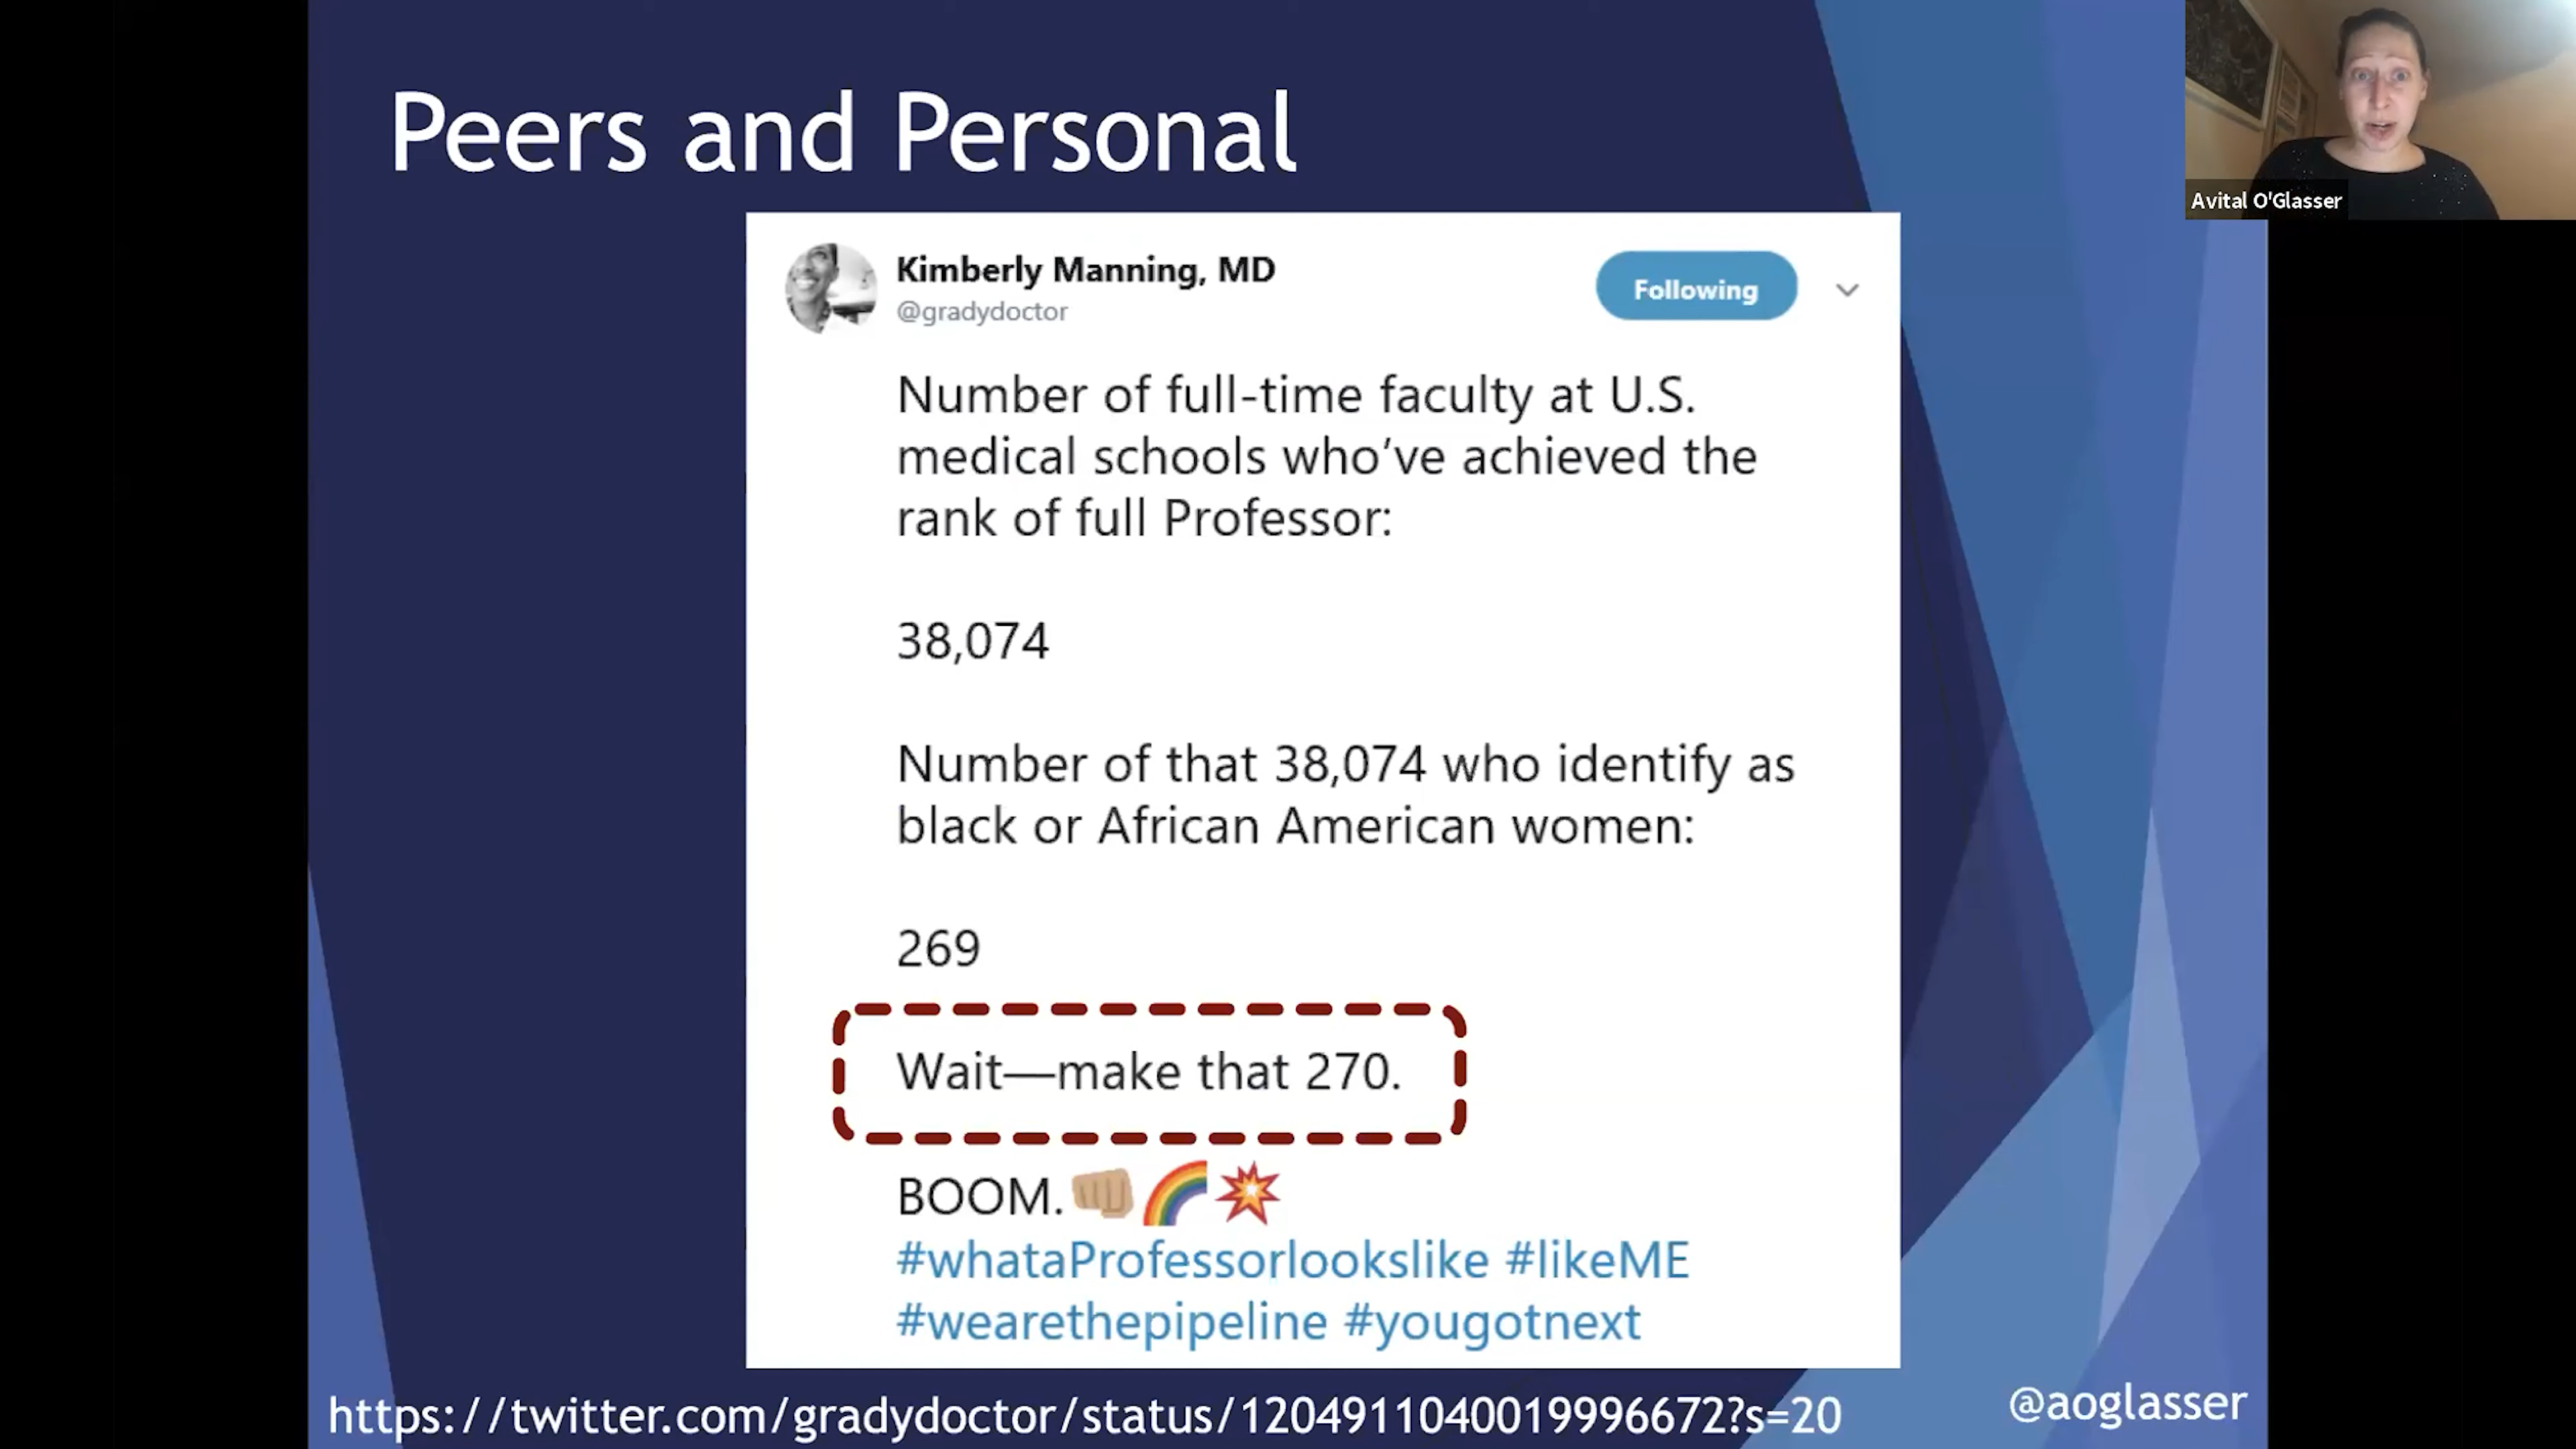 Peers and Personal
Avital O'Glasser
Kimberly Manning, MD
@gradydoctor
Following
Number of full-time faculty at U.S.
medical schools who’ve achieved the
rank of full Professor:
38,074
Number of that 38,074 who identify as
black or African American women:
269
Wait—make that 270.
BOOM.👊🏼🌈💥
#whataProfessorlookslike #likeME
#wearethepipeline #yougotnext
https://twitter.com/gradydoctor/status/1204911040019996672?s=20
@aoglasser